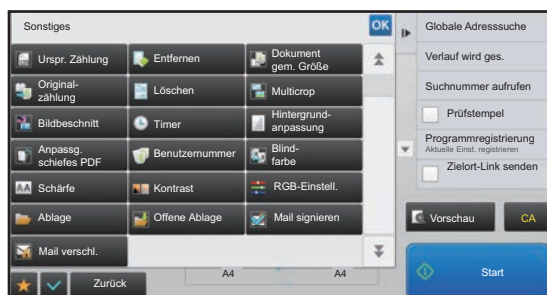 Sonstiges
OK
Urspr. Zählung
Entfernen
Dokument
gem. Größe
Original-
zählung
Löschen
Multicrop
Bildbeschnitt
Timer
Hintergrund-
anpassung
Anpassg.
schiefes PDF
Benutzernummer
Blind-
farbe
AA
Schärfe
Kontrast
RGB-Einstell.
Ablage
Offene Ablage
Mail signieren
Mail verschl.
Zurück
A4
A4
Globale Adresssuche
Verlauf wird ges.
Suchnummer aufrufen
Prüfstempel
Programmregistrierung
Aktuelle Einst. registrieren
Zielort-Link senden
Vorschau
CA
Start